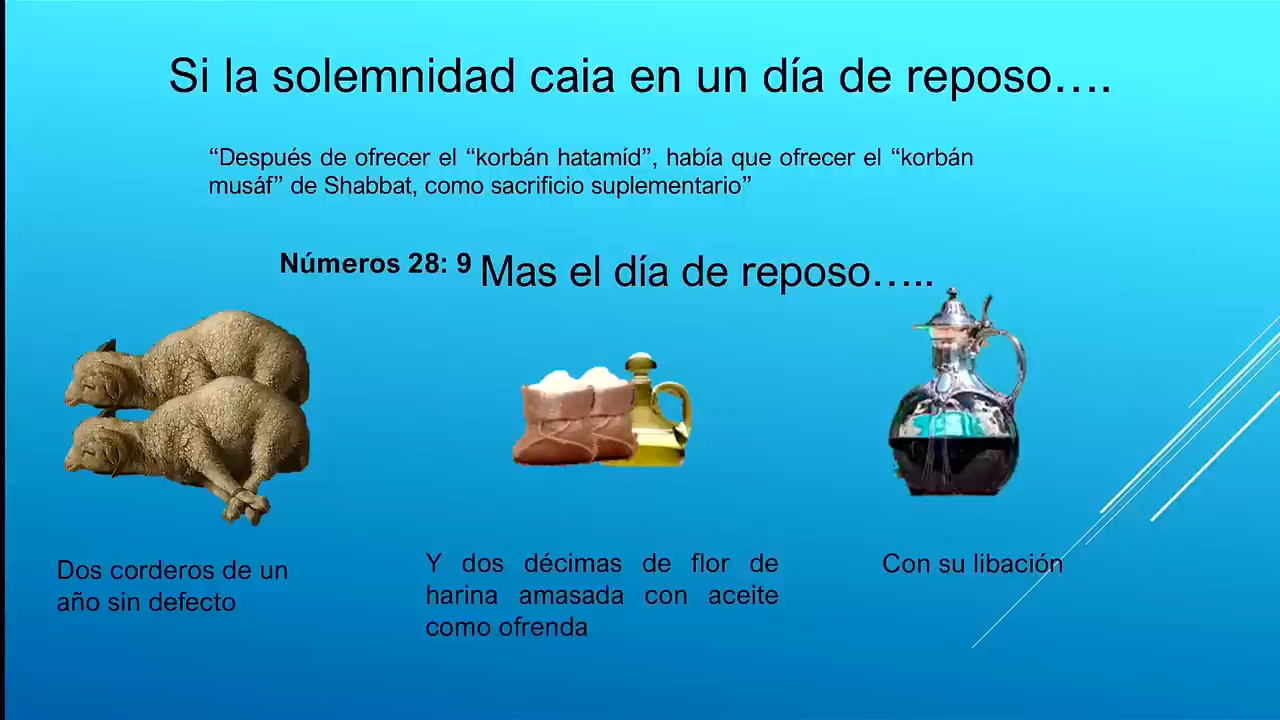 Si la solemnidad caia en un día de reposo….
“Después de ofrecer el “korbán hatamíd”, había que ofrecer el “korbán
musáf” de Shabbat, como sacrificio suplementario”
Números 28: 9 Mas el día de reposo…..
Dos corderos de un
año sin defecto
Y dos décimas de flor de
harina amasada con aceite
como ofrenda
Con su libación